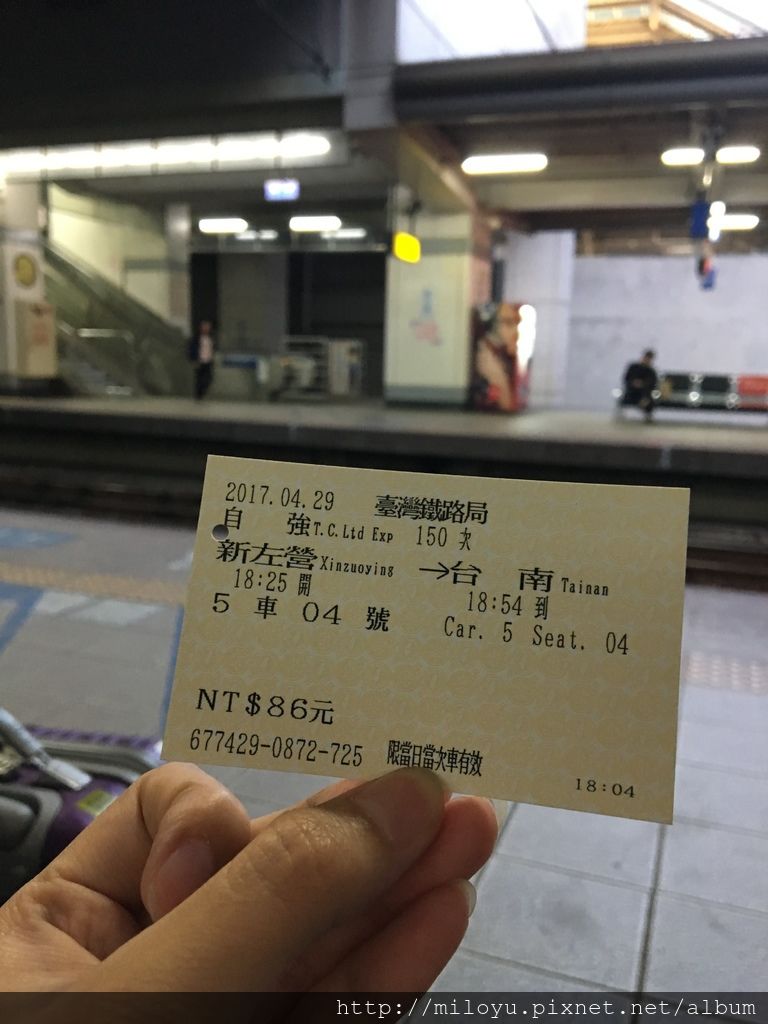 2017.04.29 臺灣鐵路局
自 強 T.C.Ltd Exp 150 次
新左營 Xinzuoying →台 南 Tainan
18:25 開 18:54 到
5 車 04 號 Car. 5 Seat. 04
NT$86元
677429-0872-725 限當日當次車有效
18:04
http://miloyu.pixnet.net/album